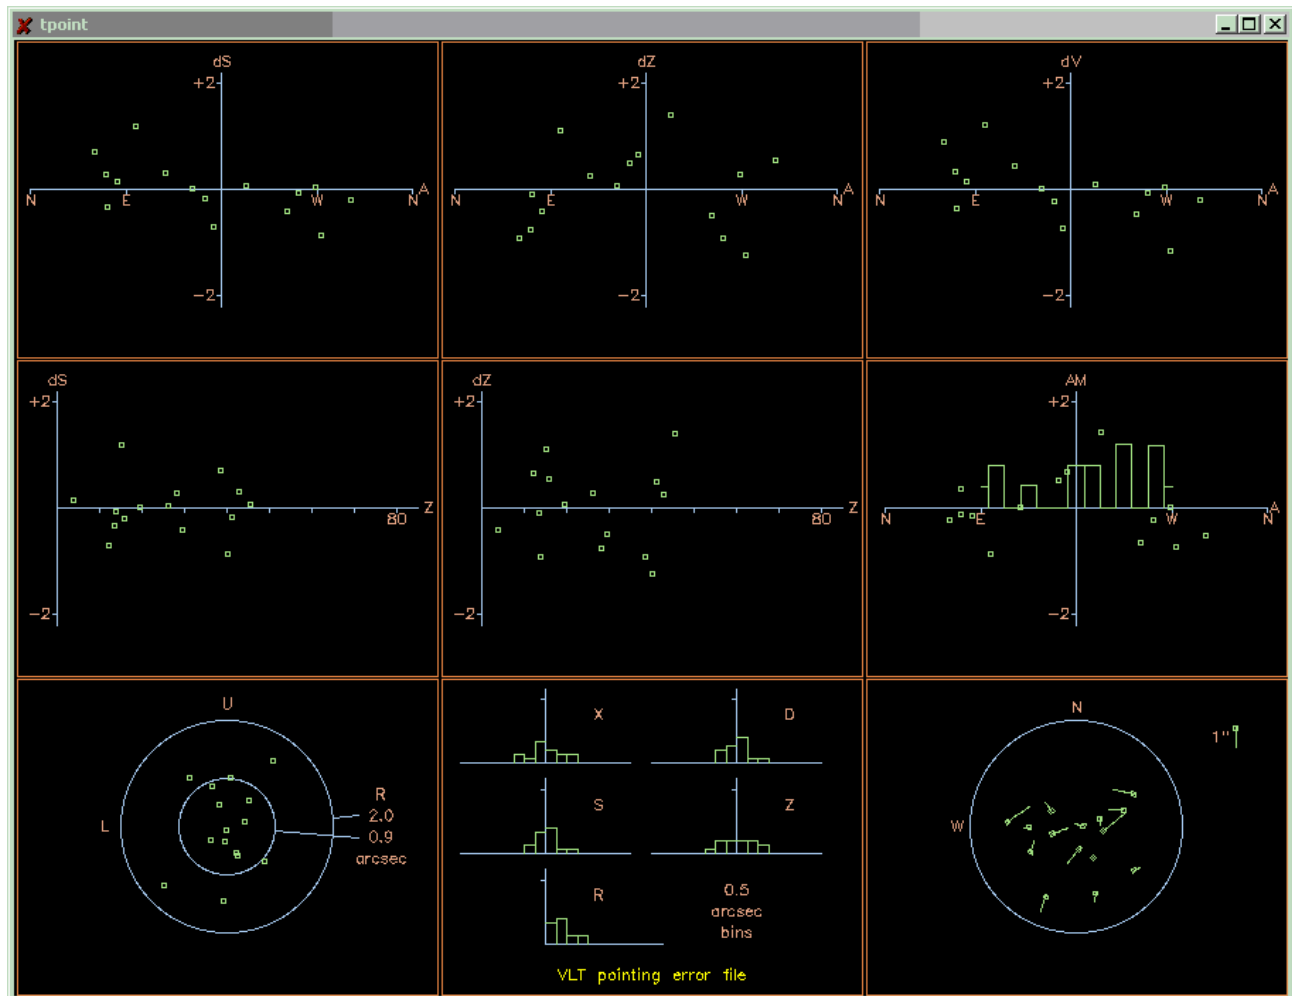 tpoint
dS
+2
N E W N A
-2
dZ
+2
N E W N A
-2
dV
+2
N E W N A
-2
dS
+2
80 Z
-2
dZ
+2
80 Z
-2
AM
+2
N E W N A
-2
U
L
R
2.0
0.9
arcsec
X D
S Z
R
0.5
arcsec
bins
VLT pointing error file
N
1"
W